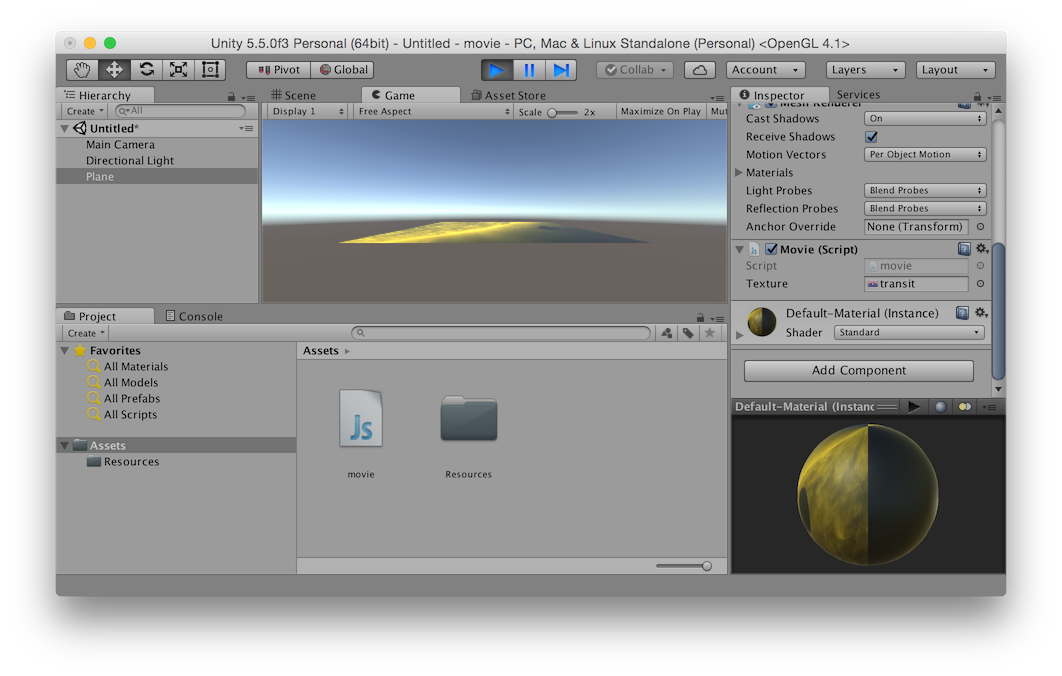 Unity 5.5.0f3 Personal (64bit) - Untitled - movie - PC, Mac & Linux Standalone (Personal) <OpenGL 4.1>
Pivot Global Collab Account Layers Layout
Hierarchy
Create All
Untitled*
Main Camera
Directional Light
Plane
Scene Game Asset Store
Display 1 Free Aspect Scale 2x Maximize On Play Mut
Inspector Services
Mesh Renderer
Cast Shadows On
Receive Shadows
Motion Vectors Per Object Motion
Materials
Light Probes Blend Probes
Reflection Probes Blend Probes
Anchor Override None (Transform)
Movie (Script)
Script movie
Texture transit
Default-Material (Instance)
Shader Standard
Add Component
Default-Material (Instanc
Project Console
Create
Favorites
All Materials
All Models
All Prefabs
All Scripts
Assets
Resources
Assets
Js
movie Resources